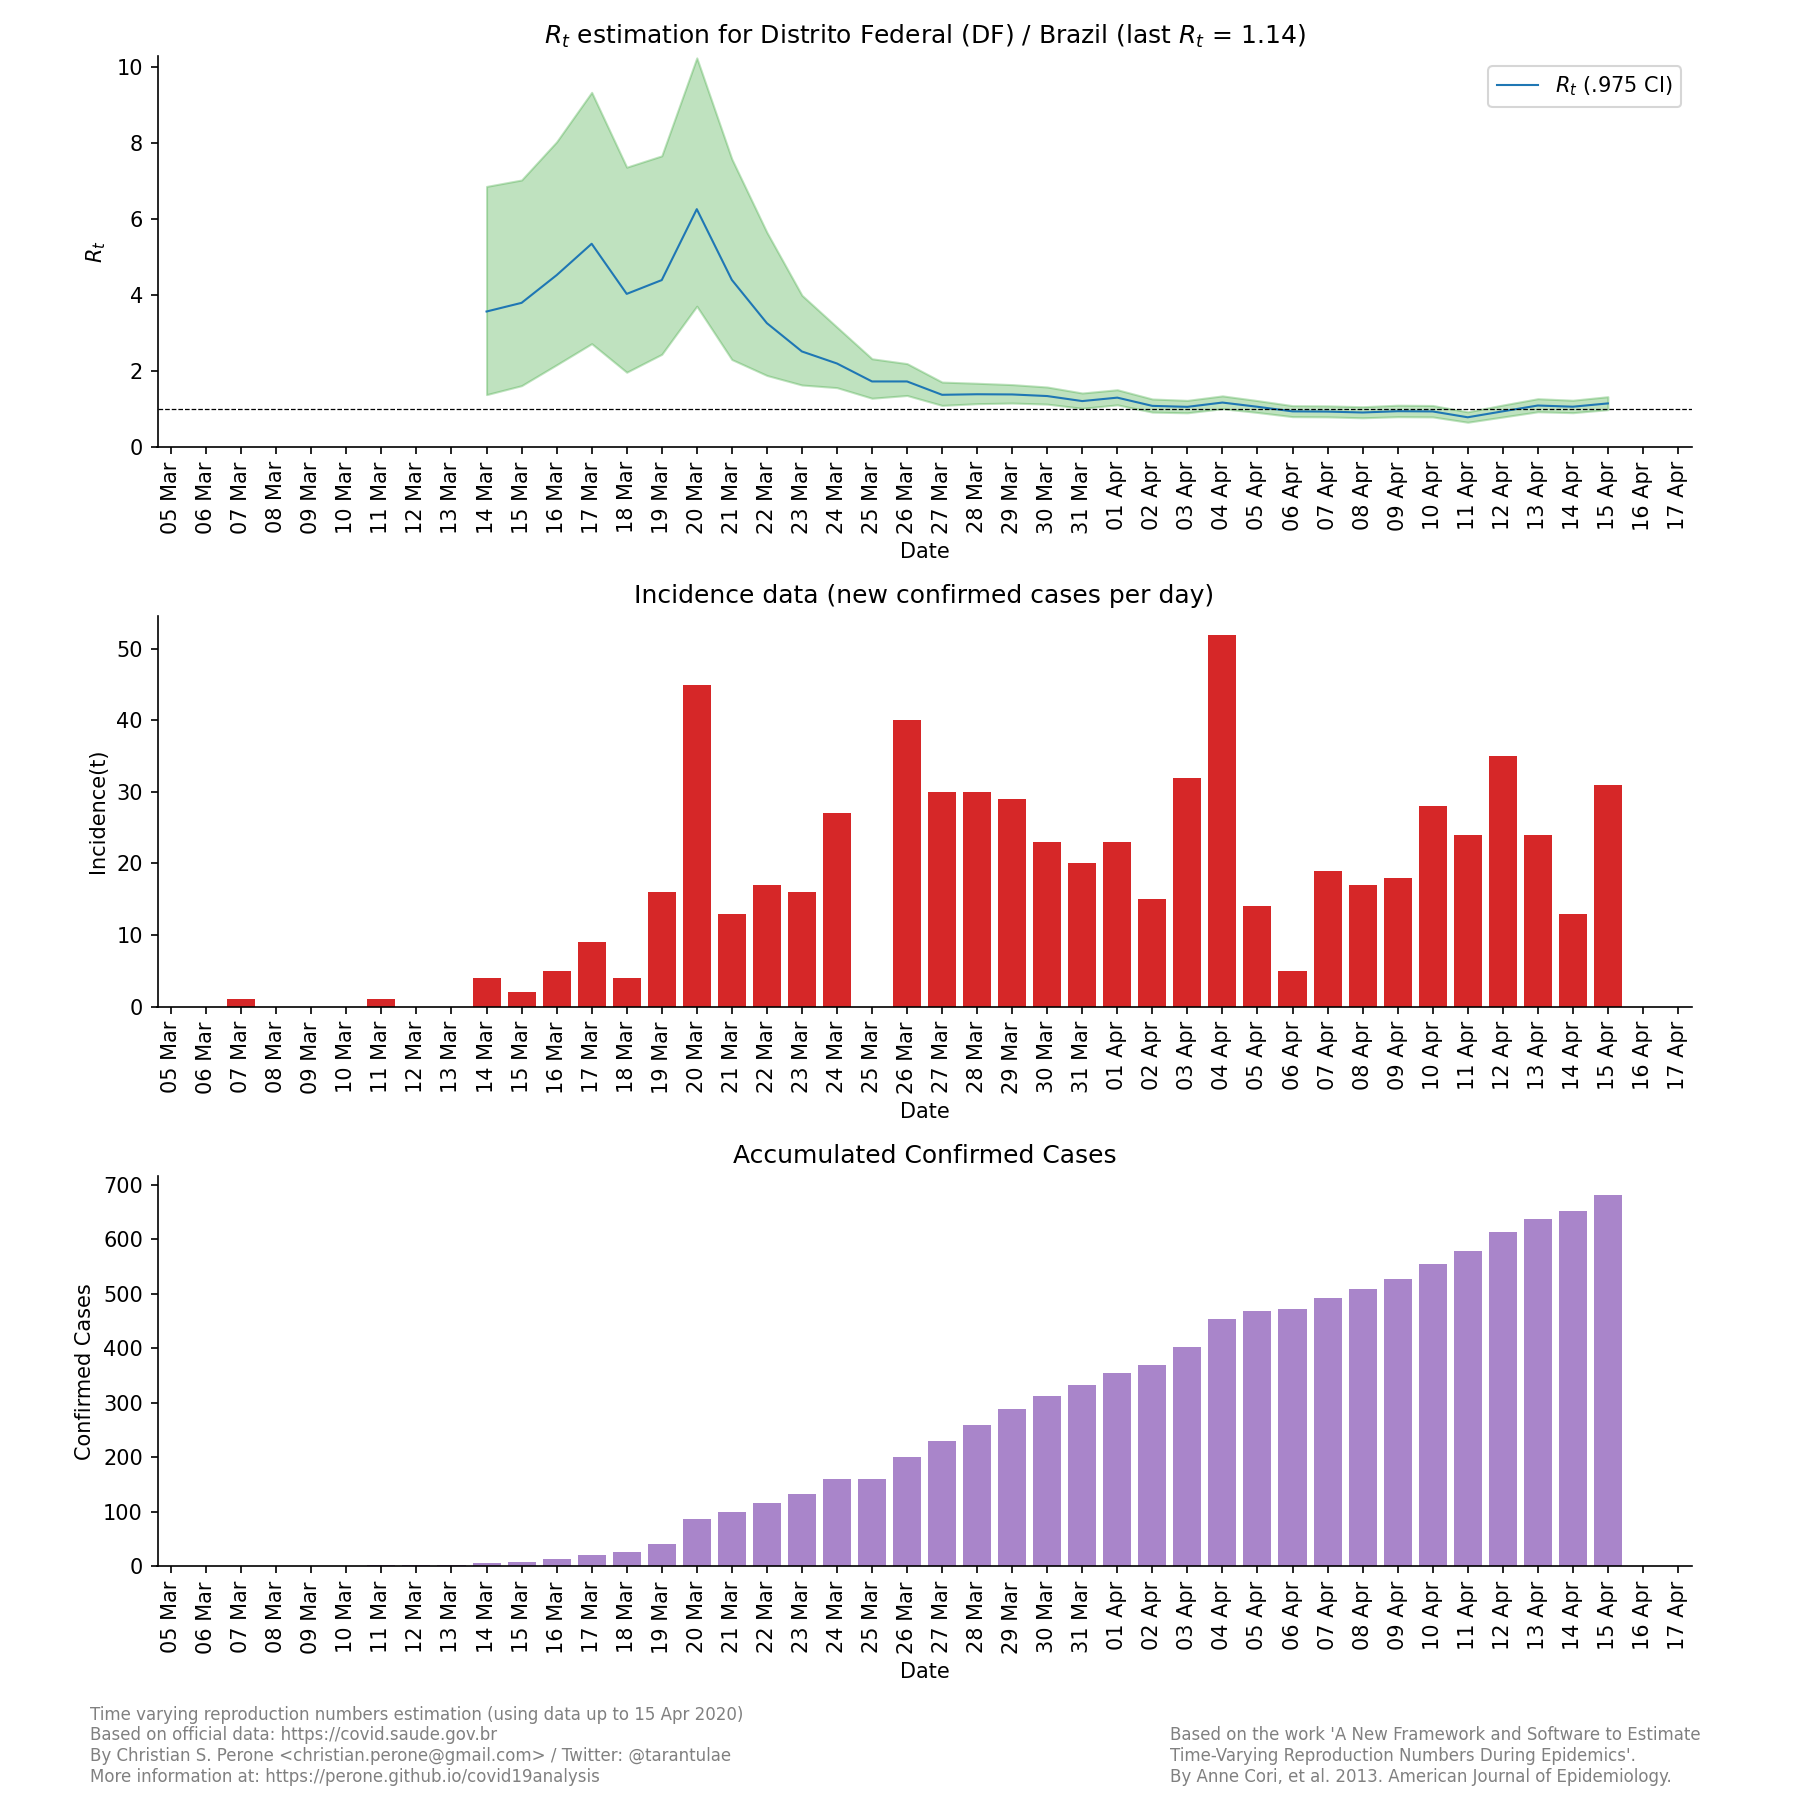 Rt estimation for Distrito Federal (DF) / Brazil (last Rt = 1.14)
Rt (.975 CI)
Rt
10
8
6
4
2
0
05 Mar 06 Mar 07 Mar 08 Mar 09 Mar 10 Mar 11 Mar 12 Mar 13 Mar 14 Mar 15 Mar 16 Mar 17 Mar 18 Mar 19 Mar 20 Mar 21 Mar 22 Mar 23 Mar 24 Mar 25 Mar 26 Mar 27 Mar 28 Mar 29 Mar 30 Mar 31 Mar 01 Apr 02 Apr 03 Apr 04 Apr 05 Apr 06 Apr 07 Apr 08 Apr 09 Apr 10 Apr 11 Apr 12 Apr 13 Apr 14 Apr 15 Apr 16 Apr 17 Apr
Date
Incidence data (new confirmed cases per day)
Incidence(t)
50
40
30
20
10
0
05 Mar 06 Mar 07 Mar 08 Mar 09 Mar 10 Mar 11 Mar 12 Mar 13 Mar 14 Mar 15 Mar 16 Mar 17 Mar 18 Mar 19 Mar 20 Mar 21 Mar 22 Mar 23 Mar 24 Mar 25 Mar 26 Mar 27 Mar 28 Mar 29 Mar 30 Mar 31 Mar 01 Apr 02 Apr 03 Apr 04 Apr 05 Apr 06 Apr 07 Apr 08 Apr 09 Apr 10 Apr 11 Apr 12 Apr 13 Apr 14 Apr 15 Apr 16 Apr 17 Apr
Date
Accumulated Confirmed Cases
Confirmed Cases
700
600
500
400
300
200
100
0
05 Mar 06 Mar 07 Mar 08 Mar 09 Mar 10 Mar 11 Mar 12 Mar 13 Mar 14 Mar 15 Mar 16 Mar 17 Mar 18 Mar 19 Mar 20 Mar 21 Mar 22 Mar 23 Mar 24 Mar 25 Mar 26 Mar 27 Mar 28 Mar 29 Mar 30 Mar 31 Mar 01 Apr 02 Apr 03 Apr 04 Apr 05 Apr 06 Apr 07 Apr 08 Apr 09 Apr 10 Apr 11 Apr 12 Apr 13 Apr 14 Apr 15 Apr 16 Apr 17 Apr
Date
Time varying reproduction numbers estimation (using data up to 15 Apr 2020)
Based on official data: https://covid.saude.gov.br
By Christian S. Perone <christian.perone@gmail.com> / Twitter: @tarantulae
More information at: https://perone.github.io/covid19analysis
Based on the work 'A New Framework and Software to Estimate
Time-Varying Reproduction Numbers During Epidemics'.
By Anne Cori, et al. 2013. American Journal of Epidemiology.